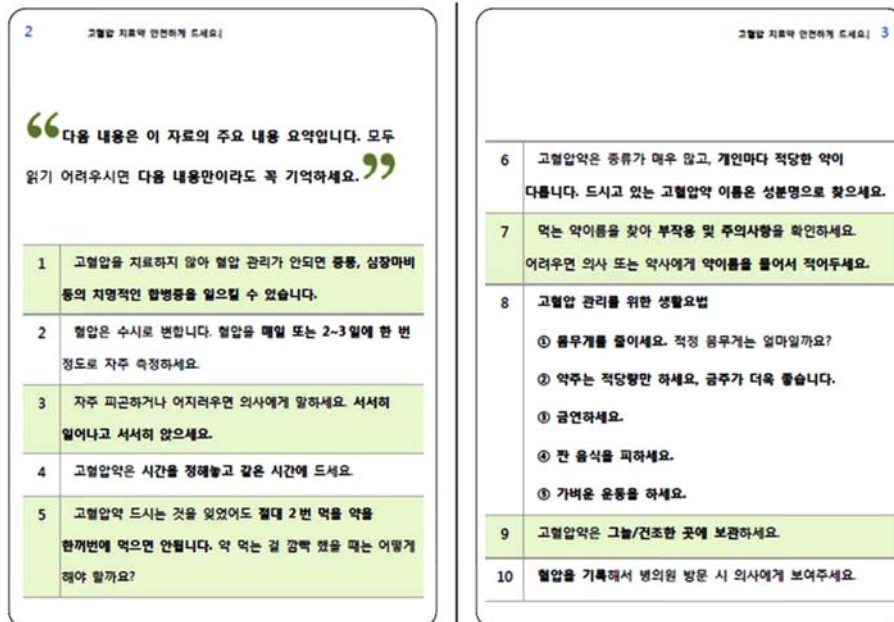 2
고혈압 치료약 안전하게 드세요|
“다음 내용은 이 자료의 주요 내용 요약입니다. 모두
읽기 어려우시면 다음 내용만이라도 꼭 기억하세요.”
1 고혈압을 치료하지 않아 혈압 관리가 안되면 중풍, 심장마비
등의 치명적인 합병증을 일으킬 수 있습니다.
2 혈압은 수시로 변합니다. 혈압을 매일 또는 2~3일에 한 번
정도로 자주 측정하세요.
3 자주 피곤하거나 어지러우면 의사에게 말하세요. 서서히
일어나고 서서히 앉으세요.
4 고혈압약은 시간을 정해놓고 같은 시간에 드세요.
5 고혈압약 드시는 것을 잊었어도 절대 2번 먹을 약을
한꺼번에 먹으면 안됩니다. 약 먹는 걸 깜빡 했을 때는 어떻게
해야 할까요?
고혈압 치료약 안전하게 드세요|
3
6 고혈압약은 종류가 매우 많고, 개인마다 적당한 약이
다릅니다. 드시고 있는 고혈압약 이름은 성분명으로 찾으세요.
7 먹는 약이름을 찾아 부작용 및 주의사항을 확인하세요.
어려우면 의사 또는 약사에게 약이름을 물어서 적어두세요.
8 고혈압 관리를 위한 생활요법
① 몸무게를 줄이세요. 적정 몸무게는 얼마일까요?
② 약주는 적당량만 하세요, 금주가 더욱 좋습니다.
③ 금연하세요.
④ 짠 음식을 피하세요.
⑤ 가벼운 운동을 하세요.
9 고혈압약은 그늘/건조한 곳에 보관하세요.
10 혈압을 기록해서 병의원 방문 시 의사에게 보여주세요.